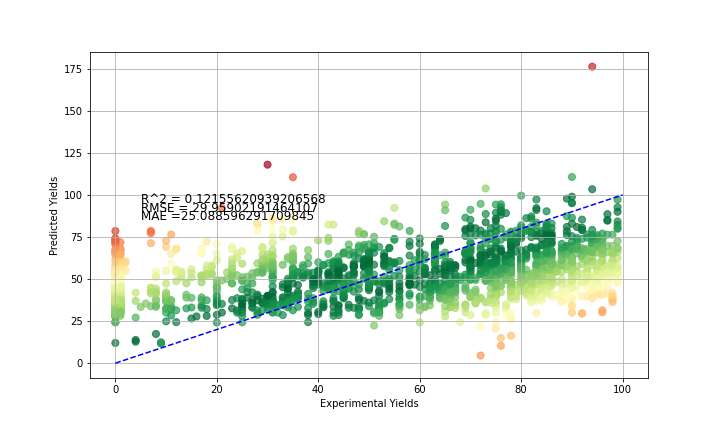 175
150
125
100
75
50
25
0
Predicted Yields
R^2 = 0.12155620939206568
RMSE = 29.95902191464107
MAE =25.088596291709845
0
20
40
60
80
100
Experimental Yields